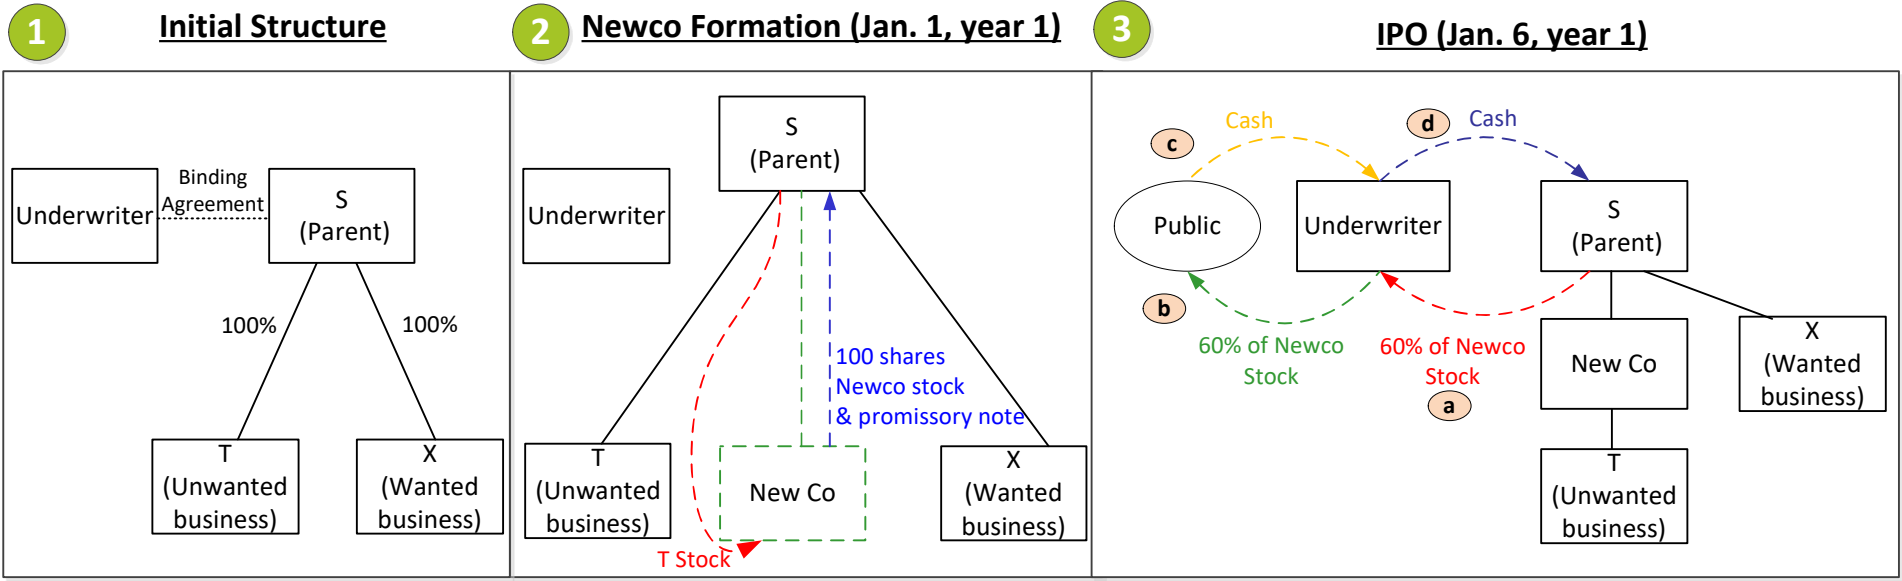 1
Initial Structure
Underwriter
Binding
Agreement
S
(Parent)
100%
100%
T
(Unwanted
business)
X
(Wanted
business)
2
Newco Formation (Jan. 1, year 1)
S
(Parent)
Underwriter
100 shares
Newco stock
& promissory note
T
(Unwanted
business)
New Co
X
(Wanted
business)
T Stock
3
IPO (Jan. 6, year 1)
c
Cash
d
Cash
Public
Underwriter
S
(Parent)
b
60% of Newco
Stock
60% of Newco
Stock
a
New Co
X
(Wanted
business)
T
(Unwanted
business)